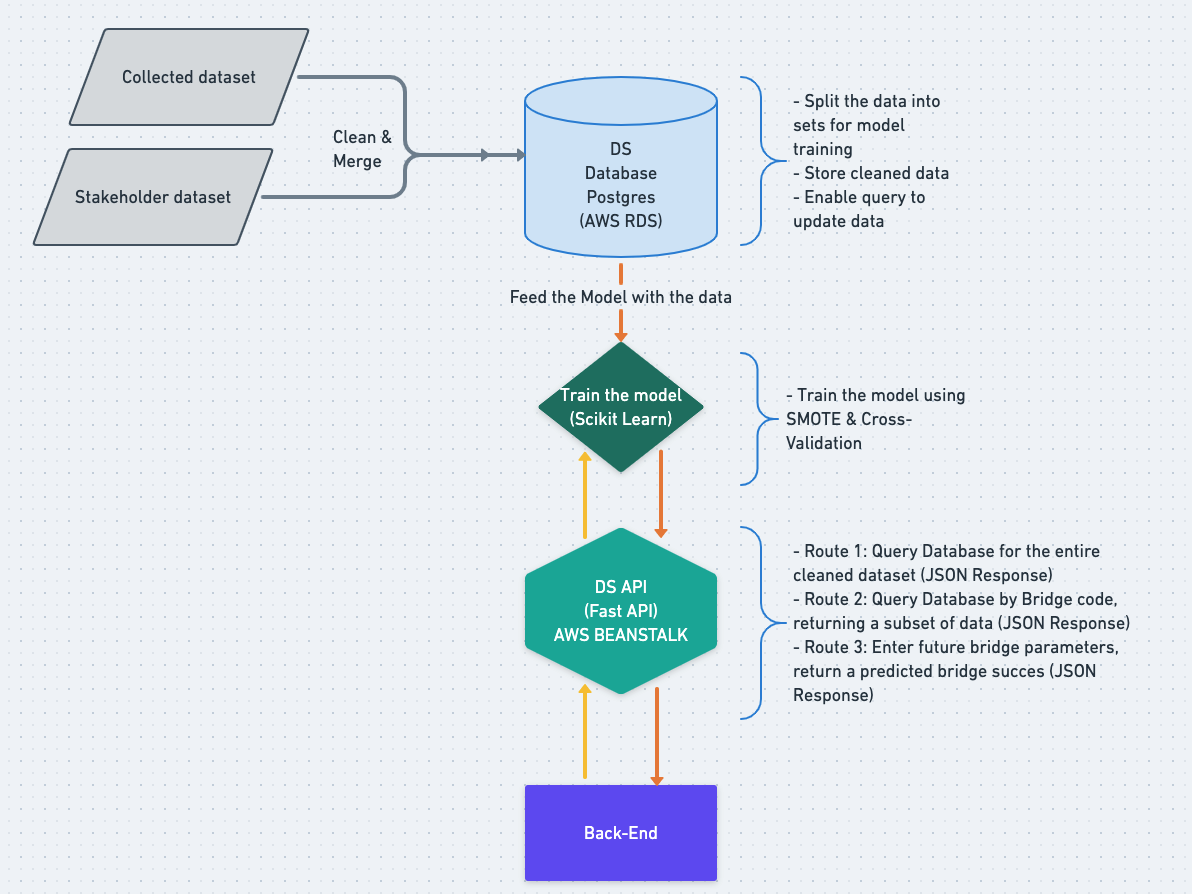 Collected dataset
Clean &
Merge
Stakeholder dataset
DS
Database
Postgres
(AWS RDS)
- Split the data into
sets for model
training
- Store cleaned data
- Enable query to
update data
Feed the Model with the data
Train the model
(Scikit Learn)
- Train the model using
SMOTE & Cross-
Validation
DS API
(Fast API)
AWS BEANSTALK
- Route 1: Query Database for the entire
cleaned dataset (JSON Response)
- Route 2: Query Database by Bridge code,
returning a subset of data (JSON Response)
- Route 3: Enter future bridge parameters,
return a predicted bridge succes (JSON
Response)
Back-End